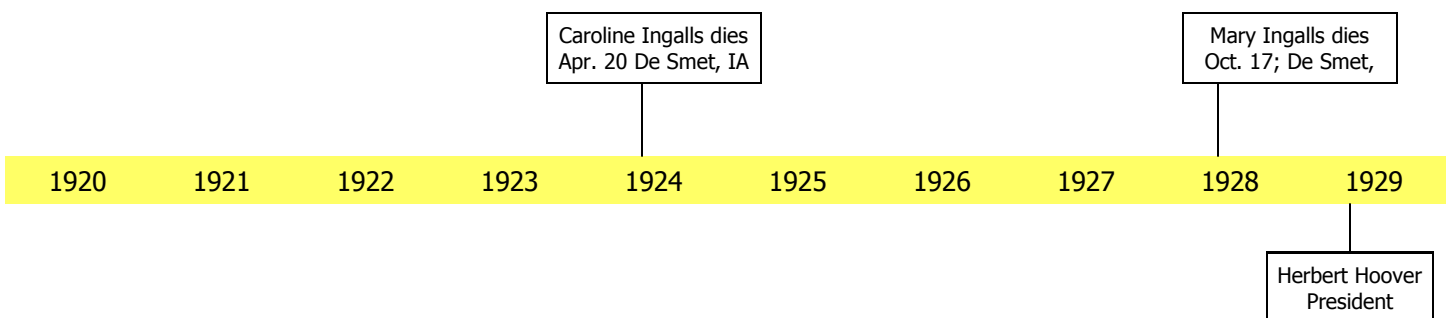 Caroline Ingalls dies
Apr. 20 De Smet, IA
Mary Ingalls dies
Oct. 17; De Smet,
1920 1921 1922 1923 1924 1925 1926 1927 1928 1929
Herbert Hoover
President